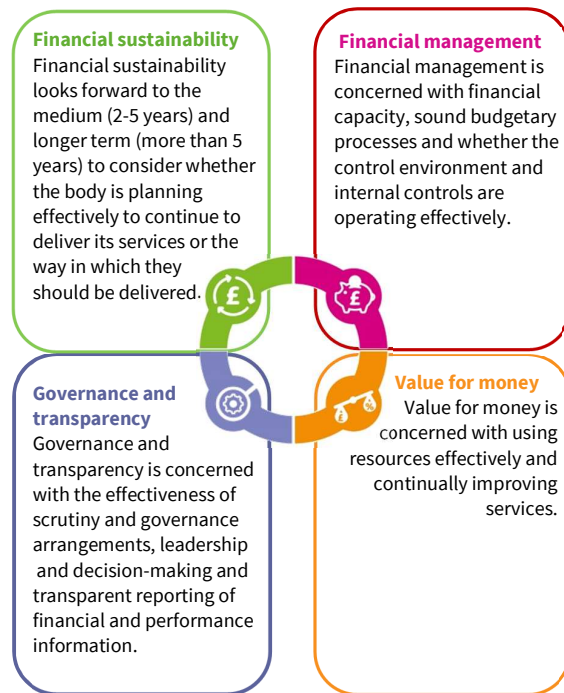 Financial sustainability
Financial sustainability
looks forward to the
medium (2-5 years) and
longer term (more than 5
years) to consider whether
the body is planning
effectively to continue to
deliver its services or the
way in which they
should be delivered.
Financial management
Financial management is
concerned with financial
capacity, sound budgetary
processes and whether the
control environment and
internal controls are
operating effectively.
£
£
Governance and
transparency
Governance and
transparency is concerned
with the effectiveness of
scrutiny and governance
arrangements, leadership
and decision-making and
transparent reporting of
financial and performance
information.
£ %
Value for money
Value for money is
concerned with using
resources effectively and
continually improving
services.